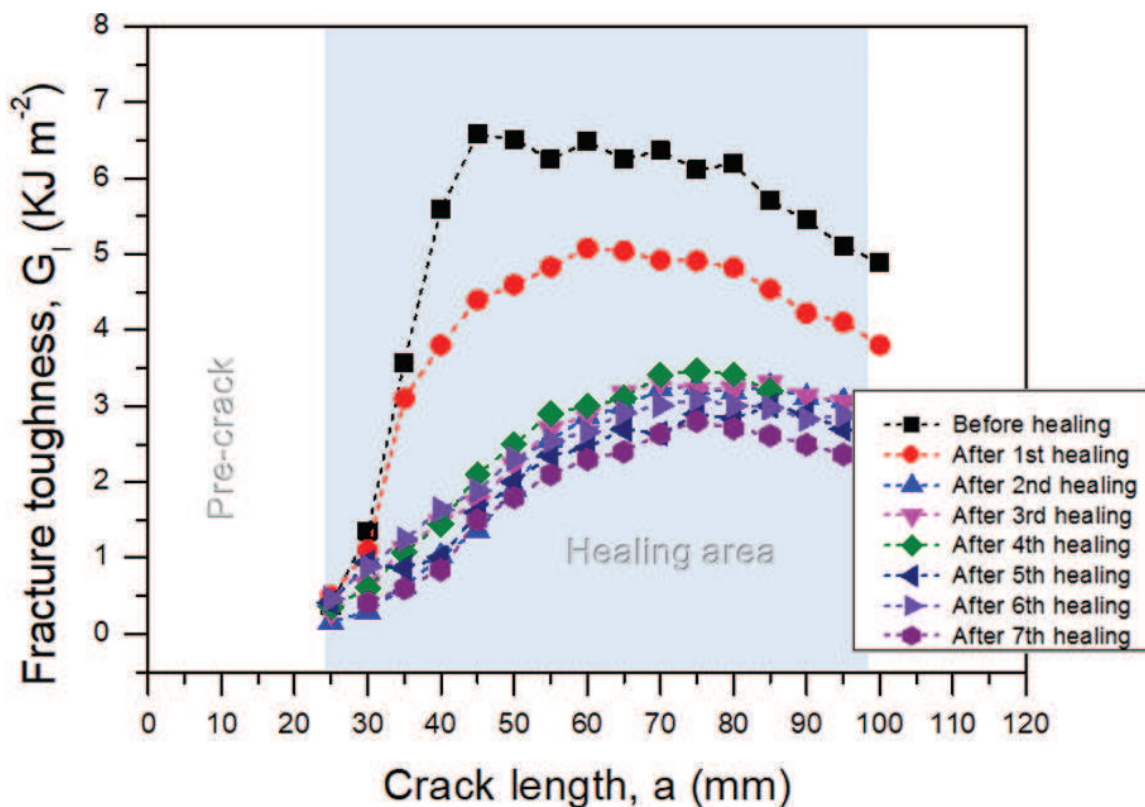 8
7
6
5
4
3
2
1
0
Fracture toughness, G_I (KJ m⁻²)
Pre-crack
Healing area
Before healing
After 1st healing
After 2nd healing
After 3rd healing
After 4th healing
After 5th healing
After 6th healing
After 7th healing
0 10 20 30 40 50 60 70 80 90 100 110 120
Crack length, a (mm)